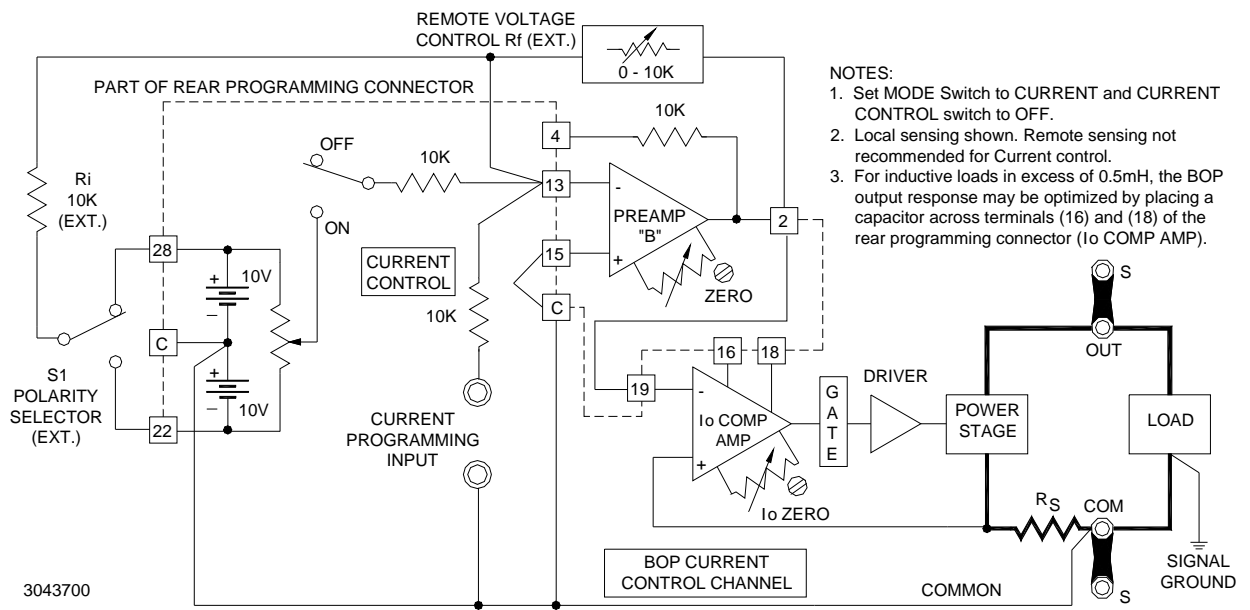 REMOTE VOLTAGE
CONTROL Rf (EXT.)
0 - 10K
PART OF REAR PROGRAMMING CONNECTOR
NOTES:
1. Set MODE Switch to CURRENT and CURRENT
CONTROL switch to OFF.
2. Local sensing shown. Remote sensing not
recommended for Current control.
3. For inductive loads in excess of 0.5mH, the BOP
output response may be optimized by placing a
capacitor across terminals (16) and (18) of the
rear programming connector (Io COMP AMP).
4
10K
OFF
10K
13
-
PREAMP
"B"
2
Ri
10K
(EXT.)
ON
28
15
+
ZERO
CURRENT
CONTROL
C
10K
+
10V
–
C
+
10V
–
22
S1
POLARITY
SELECTOR
(EXT.)
CURRENT
PROGRAMMING
INPUT
16
18
19
-
Io COMP
AMP
+
Io ZERO
GATE
DRIVER
POWER
STAGE
S
OUT
LOAD
RS
COM
S
SIGNAL
GROUND
BOP CURRENT
CONTROL CHANNEL
COMMON
3043700